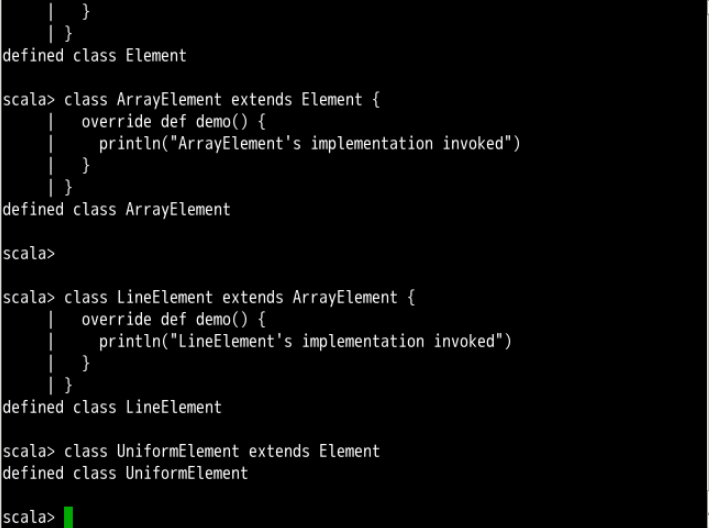 |   }
     | }
defined class Element
scala> class ArrayElement extends Element {
     |   override def demo() {
     |     println("ArrayElement's implementation invoked")
     |   }
     | }
defined class ArrayElement
scala>
scala> class LineElement extends ArrayElement {
     |   override def demo() {
     |     println("LineElement's implementation invoked")
     |   }
     | }
defined class LineElement
scala> class UniformElement extends Element
defined class UniformElement
scala>